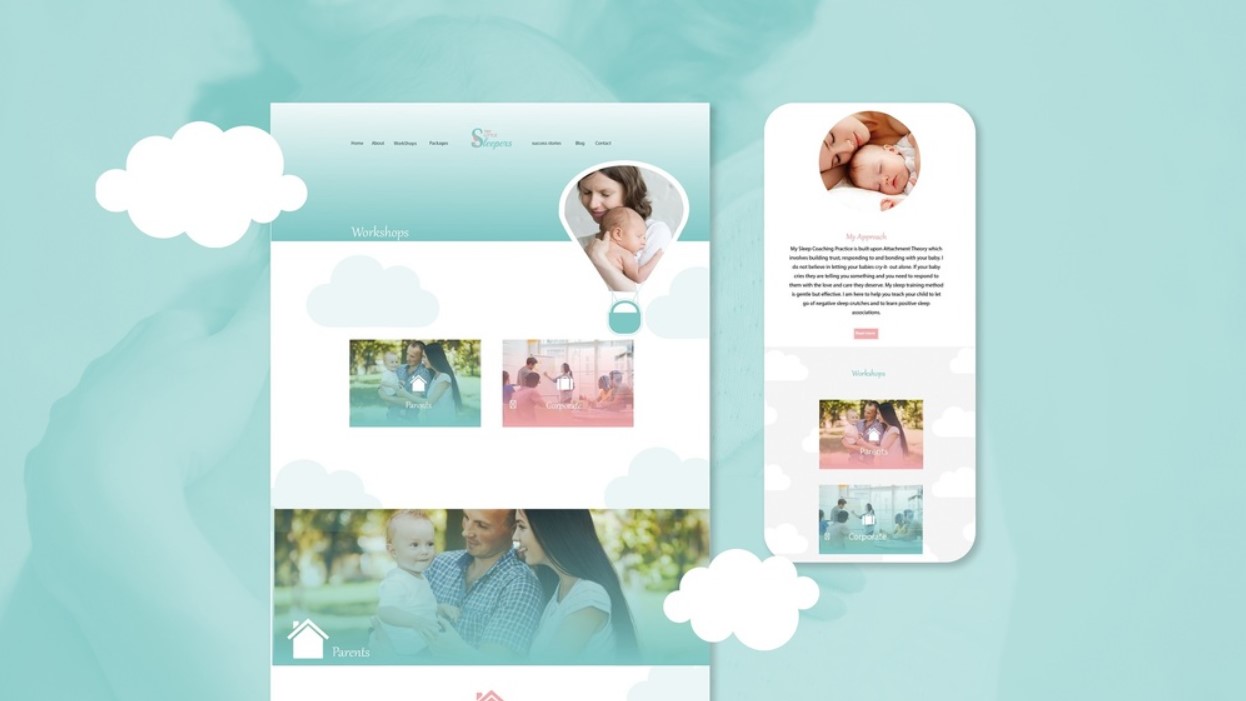 Home About Workshops Packages
Sleepers
success stories Blog Contact
Workshops
Parents
Corporate
Parents
My Approach
My Sleep Coaching Practice is built upon Attachment Theory which
involves building trust, responding to and bonding with your baby. I
do not believe in letting your babies cry it out alone. If your baby
cries they are telling you something and you need to respond to
them with the love and care they deserve. My sleep training method
is gentle but effective. I am here to help you teach your child to let
go of negative sleep crutches and to learn positive sleep
associations.
Read more
Workshops
Parents
Corporate